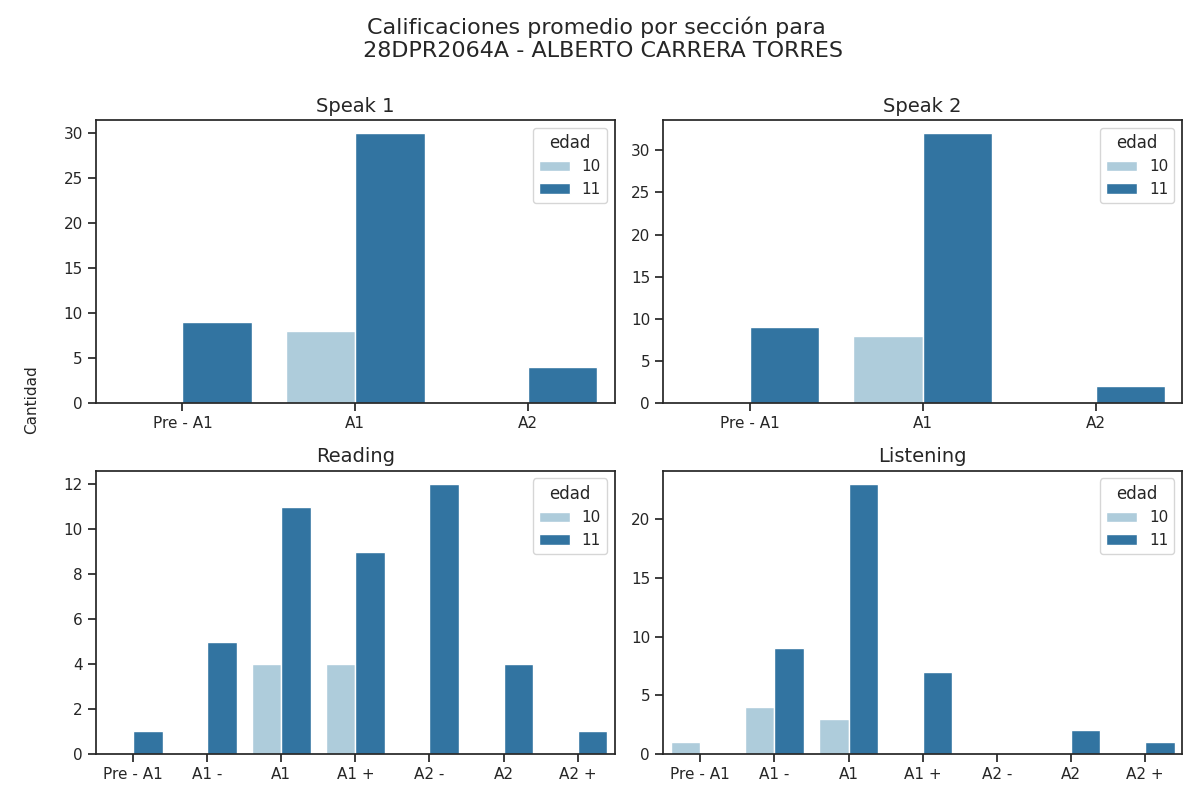 Calificaciones promedio por sección para
28DPR2064A - ALBERTO CARRERA TORRES
Cantidad
Speak 1
30
25
20
15
10
5
0
Pre - A1 A1 A2
edad
10
11
Speak 2
30
25
20
15
10
5
0
Pre - A1 A1 A2
edad
10
11
Reading
12
10
8
6
4
2
0
Pre - A1 A1 - A1 A1 + A2 - A2 A2 +
edad
10
11
Listening
20
15
10
5
0
Pre - A1 A1 - A1 A1 + A2 - A2 A2 +
edad
10
11